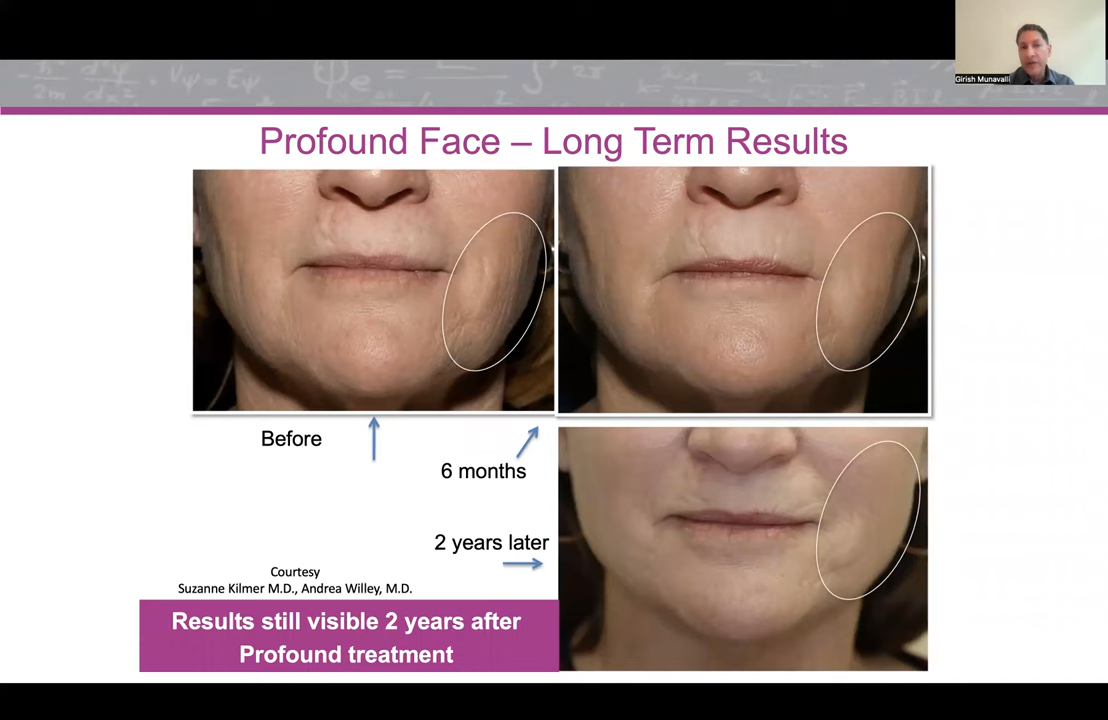 Girish Munavalli
Profound Face – Long Term Results
Before
6 months
2 years later
Courtesy
Suzanne Kilmer M.D., Andrea Willey, M.D.
Results still visible 2 years after
Profound treatment